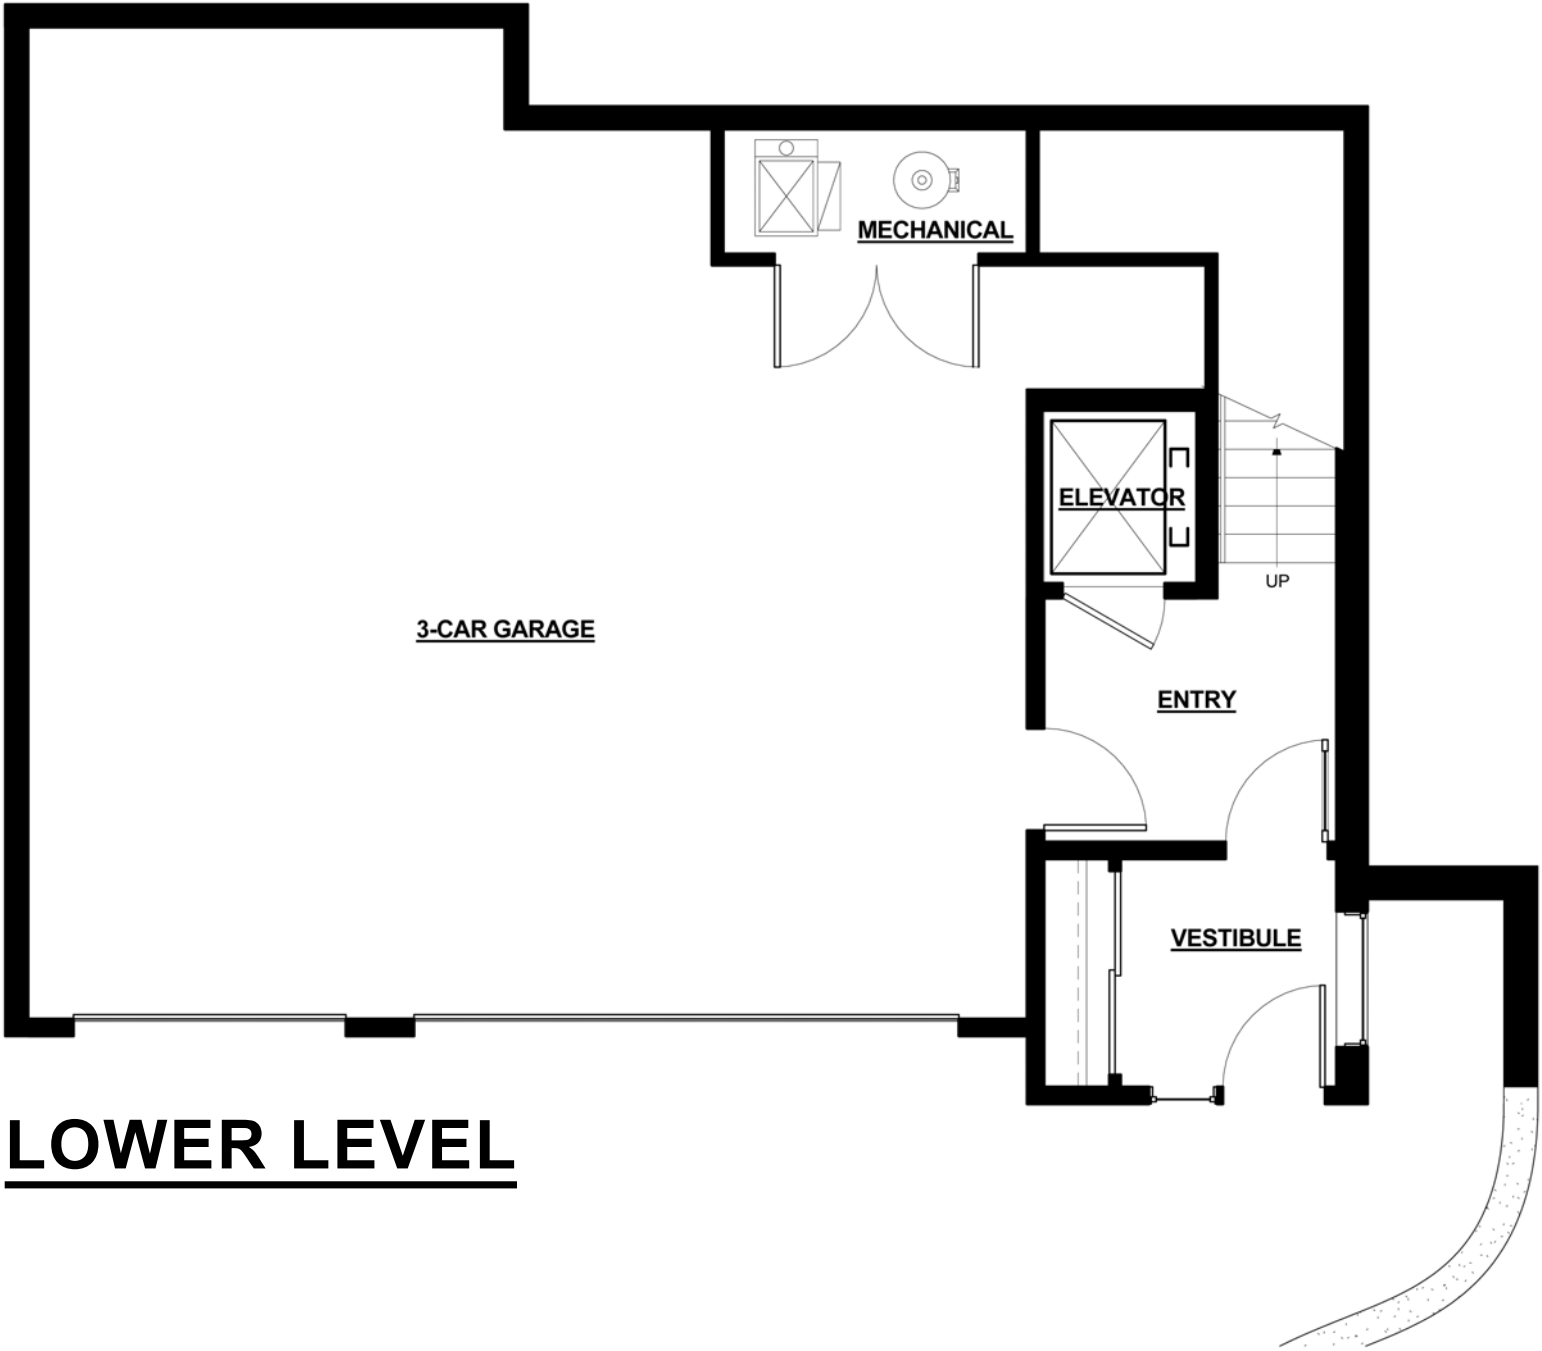 MECHANICAL
ELEVATOR
UP
3-CAR GARAGE
ENTRY
VESTIBULE
LOWER LEVEL